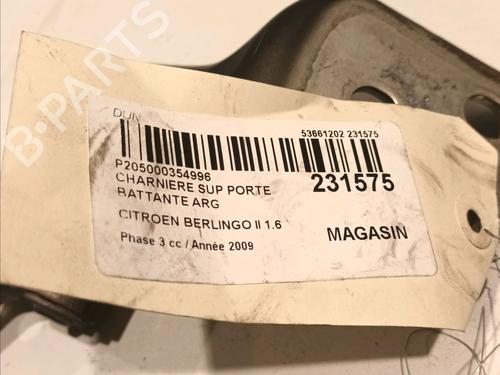 B-PARTS
DUN
53661202 231575
P205000354996
CHARNIERE SUP PORTE
BATTANTE ARG
231575
CITROEN BERLINGO II 1.6
Phase 3 cc / Année 2009
MAGASIN